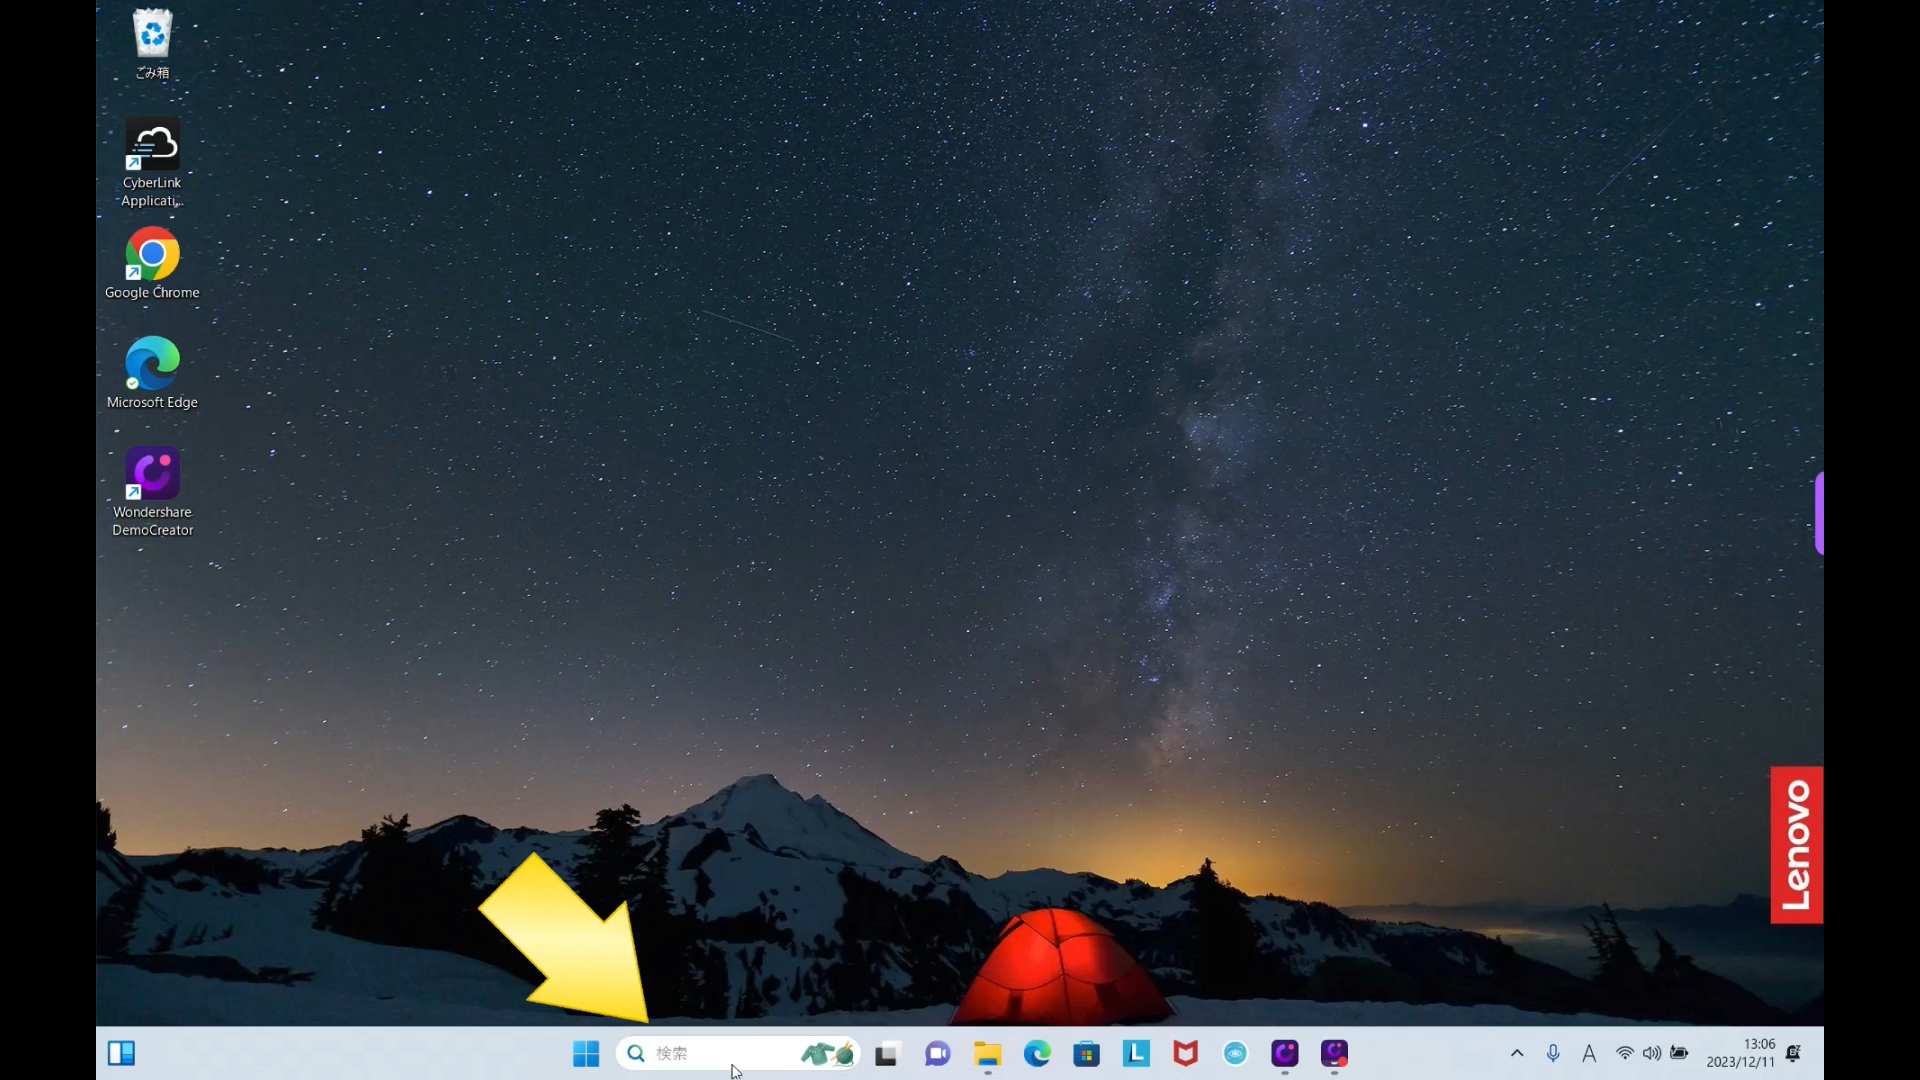 ごみ箱
CyberLink
Applicati...
Google Chrome
Microsoft Edge
Wondershare
DemoCreator
Lenovo
検索
L
A
13:06
2023/12/11